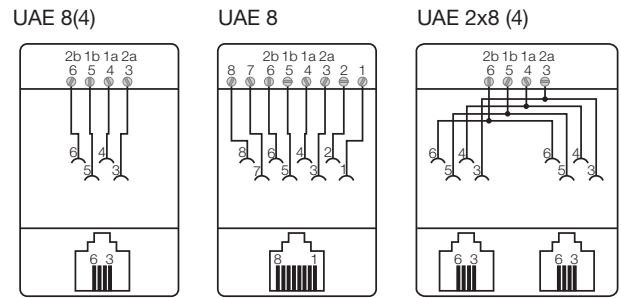 UAE 8(4)
2b 1b 1a 2a
6 5 4 3
6 4
5 3
6 3
UAE 8
2b 1b 1a 2a
8 7 6 5 4 3 2 1
8 6 4 2
7 5 3 1
8 1
UAE 2x8 (4)
2b 1b 1a 2a
6 5 4 3
6 4 6 4
5 3 5 3
6 3 6 3